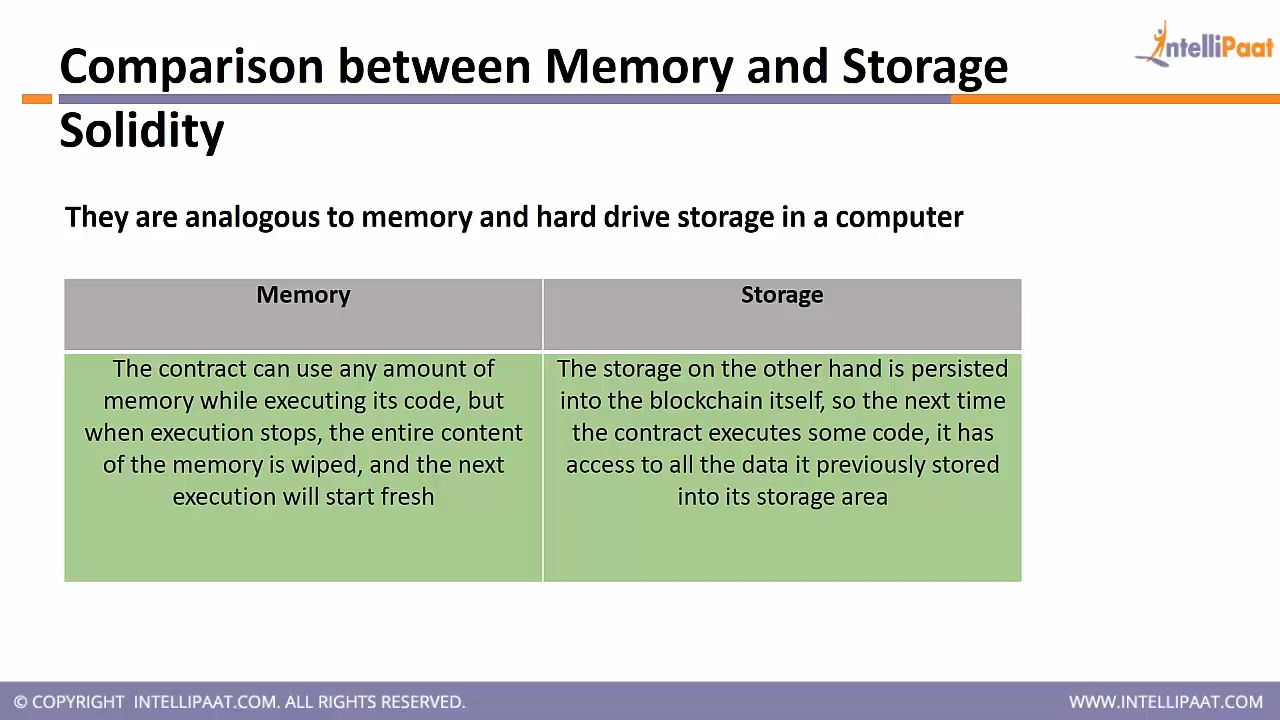 Comparison between Memory and Storage
Solidity
IntelliPaat
They are analogous to memory and hard drive storage in a computer
Memory
Storage
The contract can use any amount of
memory while executing its code, but
when execution stops, the entire content
of the memory is wiped, and the next
execution will start fresh
The storage on the other hand is persisted
into the blockchain itself, so the next time
the contract executes some code, it has
access to all the data it previously stored
into its storage area
© COPYRIGHT INTELLIPAAT.COM. ALL RIGHTS RESERVED.
WWW.INTELLIPAAT.COM